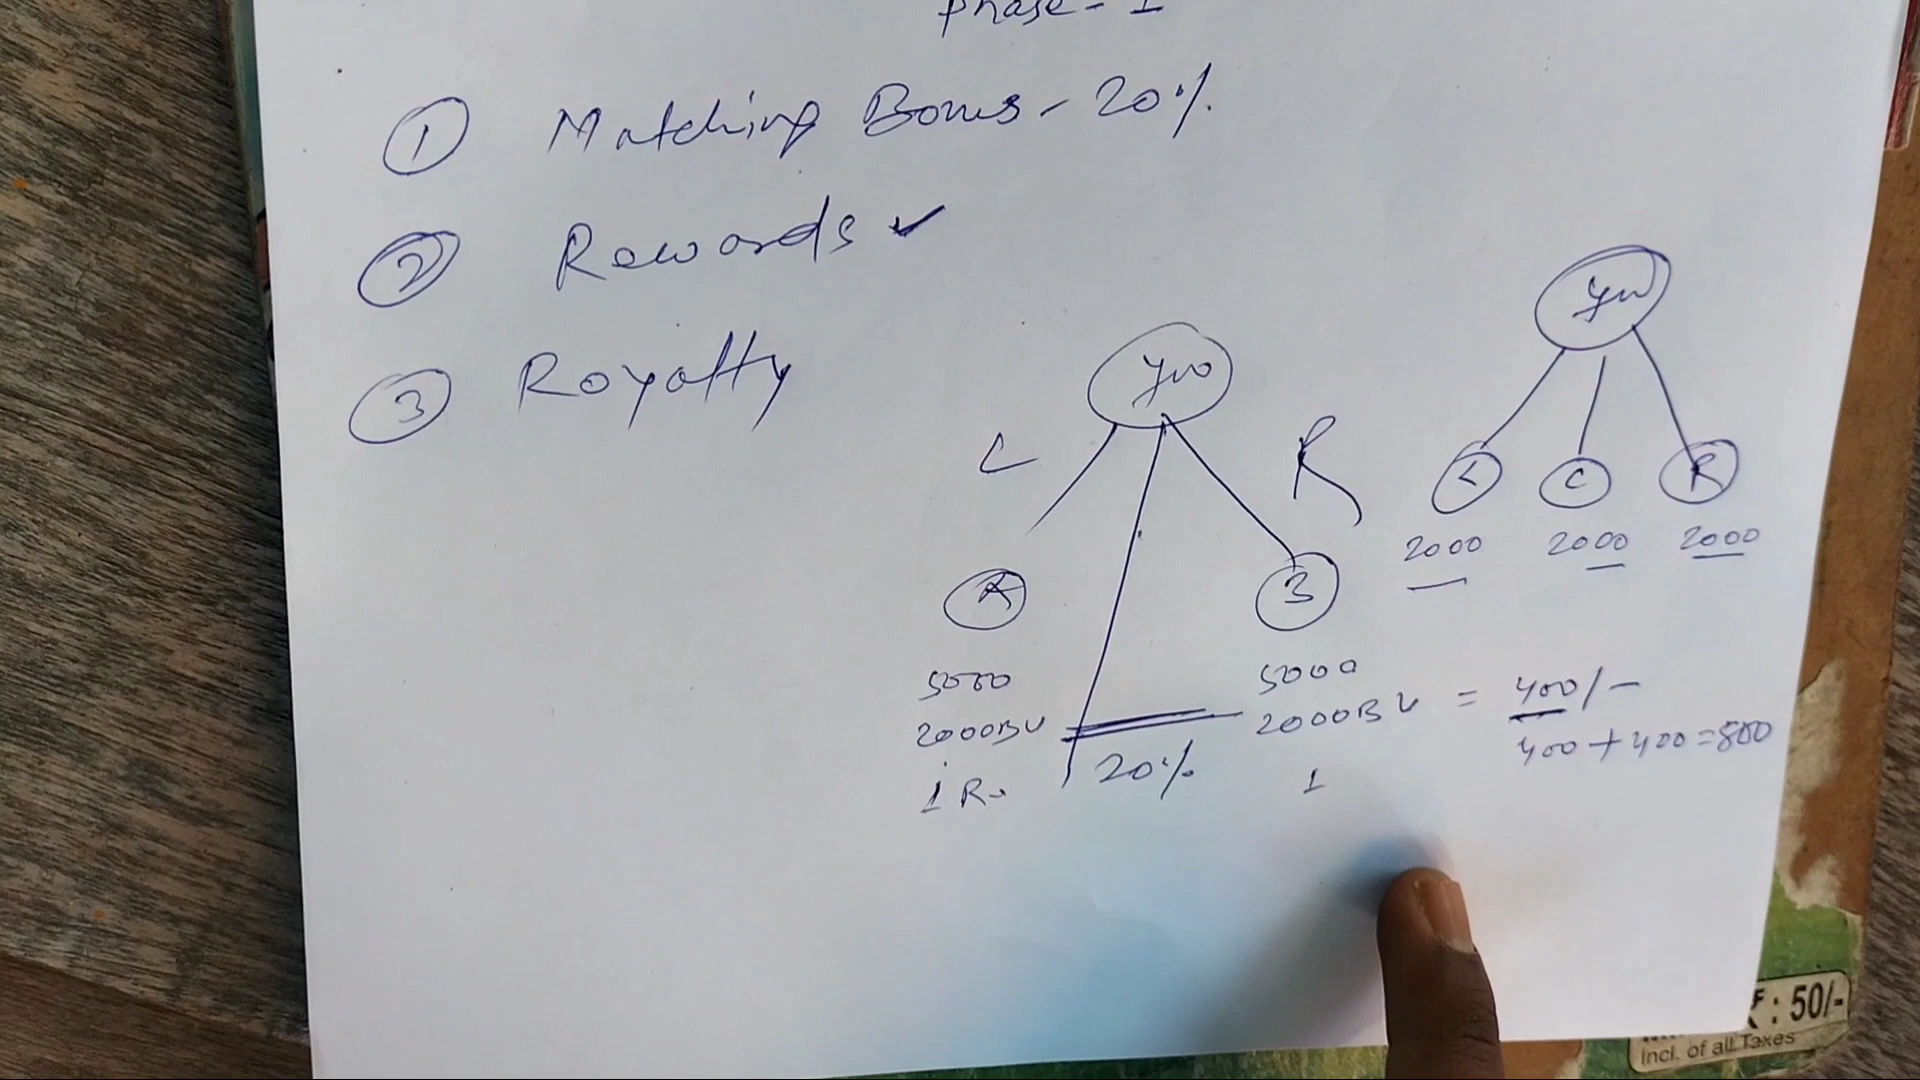 Phase - I
① Matching Bonus - 20%
② Rewards ✓
③ Royalty
You
L R
A B
5000 5000
2000BV 2000BV = 400/-
20% 400 + 400 = 800
1 Rs 1
You
L C R
2000 2000 2000
₹ : 50/-
Incl. of all Taxes